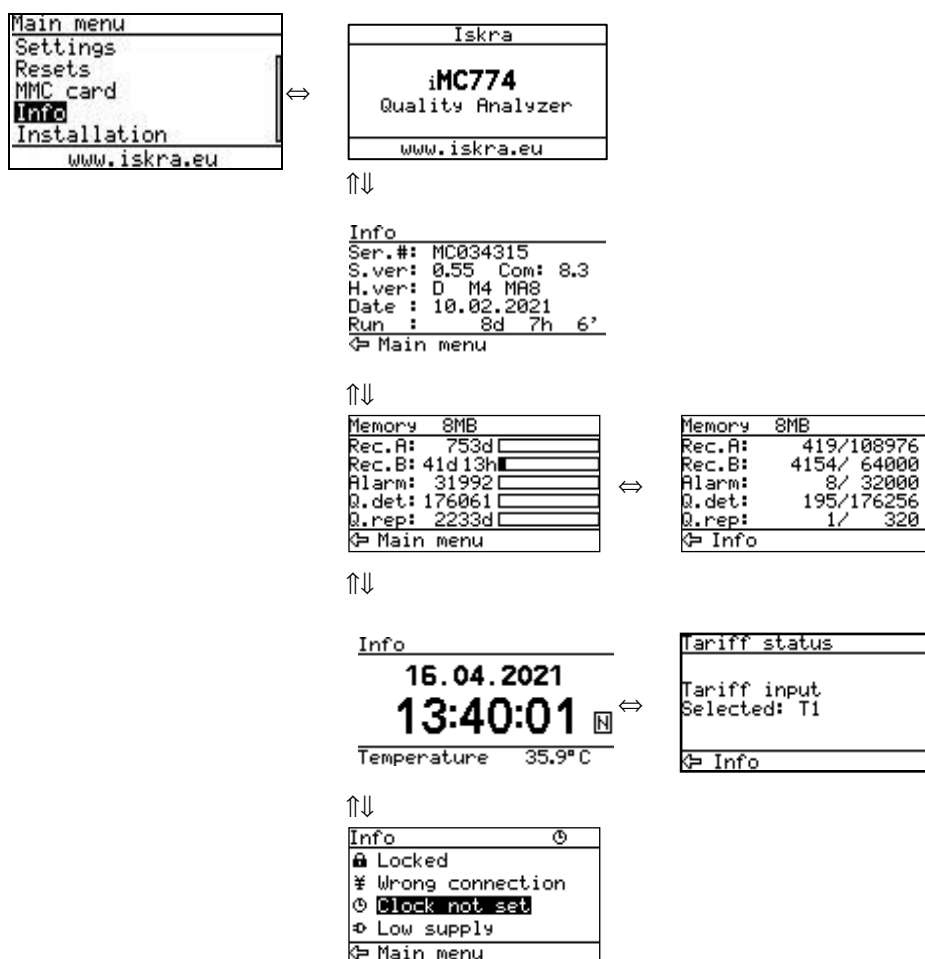 Main menu
Settings
Resets
MMC card
Info
Installation
www.iskra.eu
⇔
Iskra
iMC774
Quality Analyzer
www.iskra.eu
⇑⇓
Info
Ser.#: MC034315
S.ver: 0.55 Com: 8.3
H.ver: D M4 MA8
Date : 10.02.2021
Run : 8d 7h 6'
Main menu
⇑⇓
Memory 8MB
Rec.A: 753d
Rec.B: 41d 13h
Alarm: 31992
Q.det: 176061
Q.rep: 2233d
Main menu
⇔
Memory 8MB
Rec.A: 419/108976
Rec.B: 4154/ 64000
Alarm: 8/ 32000
Q.det: 195/176256
Q.rep: 1/ 320
Info
⇑⇓
Info
16.04.2021
13:40:01 N
Temperature 35.9°C
⇔
Tariff status
Tariff input
Selected: T1
Info
⇑⇓
Info
Locked
Wrong connection
Clock not set
Low supply
Main menu